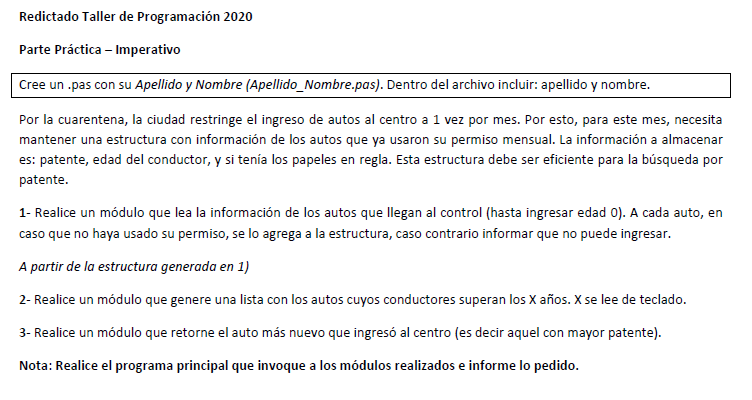 Redictado Taller de Programación 2020
Parte Práctica – Imperativo
Cree un .pas con su Apellido y Nombre (Apellido_Nombre.pas). Dentro del archivo incluir: apellido y nombre.
Por la cuarentena, la ciudad restringe el ingreso de autos al centro a 1 vez por mes. Por esto, para este mes, necesita
mantener una estructura con información de los autos que ya usaron su permiso mensual. La información a almacenar
es: patente, edad del conductor, y si tenía los papeles en regla. Esta estructura debe ser eficiente para la búsqueda por
patente.
1- Realice un módulo que lea la información de los autos que llegan al control (hasta ingresar edad 0). A cada auto, en
caso que no haya usado su permiso, se lo agrega a la estructura, caso contrario informar que no puede ingresar.
A partir de la estructura generada en 1)
2- Realice un módulo que genere una lista con los autos cuyos conductores superan los X años. X se lee de teclado.
3- Realice un módulo que retorne el auto más nuevo que ingresó al centro (es decir aquel con mayor patente).
Nota: Realice el programa principal que invoque a los módulos realizados e informe lo pedido.